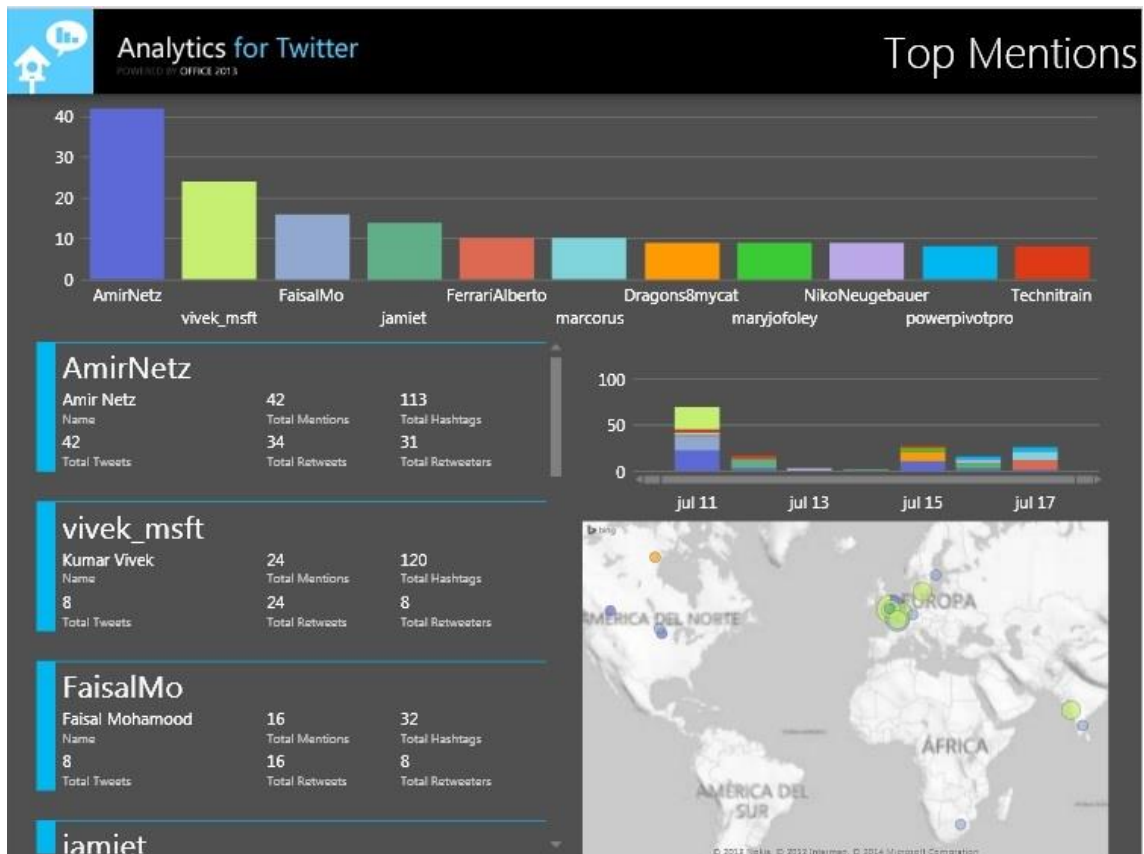 Analytics for Twitter
POWERED BY OFFICE 2013
Top Mentions
40
30
20
10
0
AmirNetz FaisalMo FerrariAlberto Dragons8mycat NikoNeugebauer Technitrain
vivek_msft jamiet marcorus maryjofoley powerpivotpro
AmirNetz
Amir Netz 42 113
Name Total Mentions Total Hashtags
42 34 31
Total Tweets Total Retweets Total Retweeters
vivek_msft
Kumar Vivek 24 120
Name Total Mentions Total Hashtags
8 24 8
Total Tweets Total Retweets Total Retweeters
FaisalMo
Faisal Mohamood 16 32
Name Total Mentions Total Hashtags
8 16 8
Total Tweets Total Retweets Total Retweeters
jamiet
100
50
0
jul 11 jul 13 jul 15 jul 17
bing
EUROPA
AMÉRICA DEL NORTE
ÁFRICA
AMÉRICA DEL
SUR
Nokia, © 2014 Microsoft Corporation